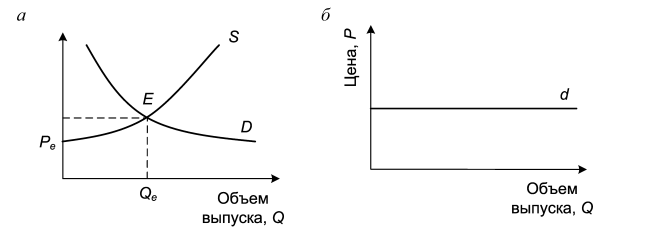 а
S
E
D
Pe
Qe
Объем
выпуска, Q
б
Цена, P
d
Объем
выпуска, Q